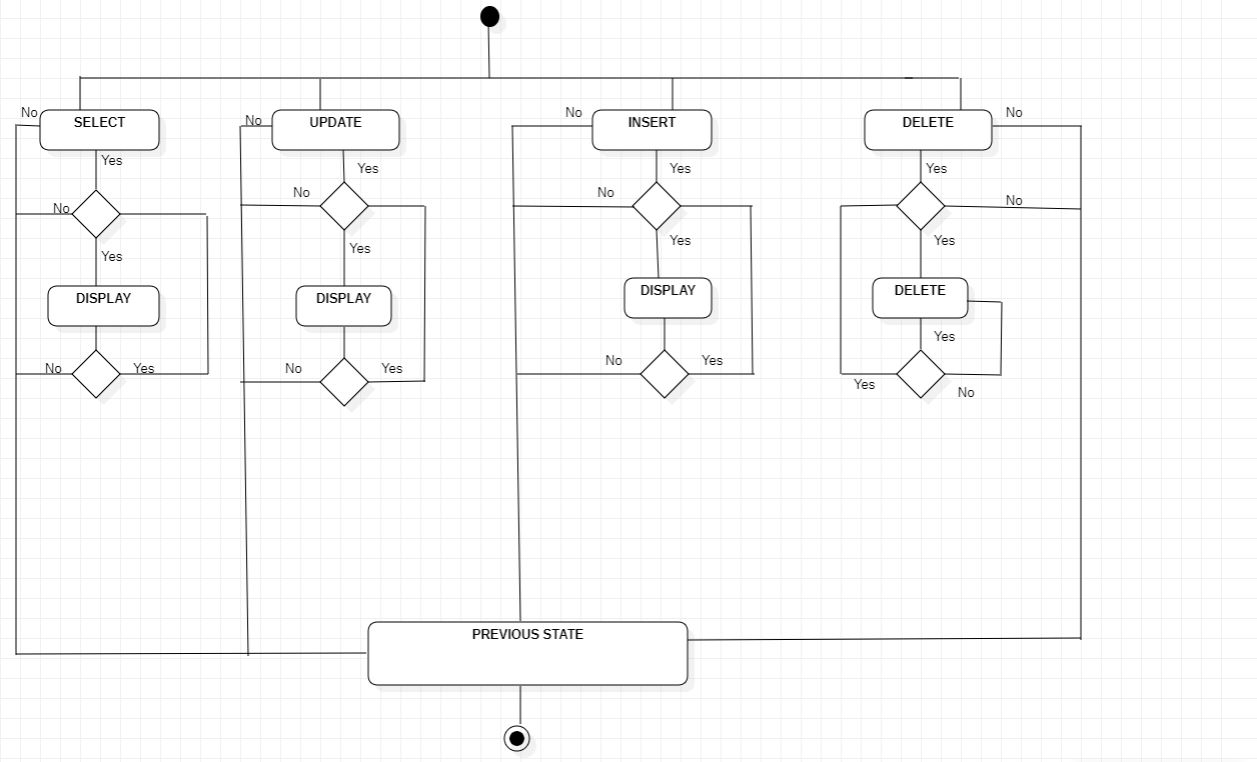 No
SELECT
Yes
No
Yes
DISPLAY
No
Yes
No
UPDATE
Yes
No
Yes
DISPLAY
No
Yes
No
INSERT
Yes
No
Yes
DISPLAY
No
Yes
DELETE
No
Yes
No
Yes
DELETE
Yes
Yes
No
PREVIOUS STATE